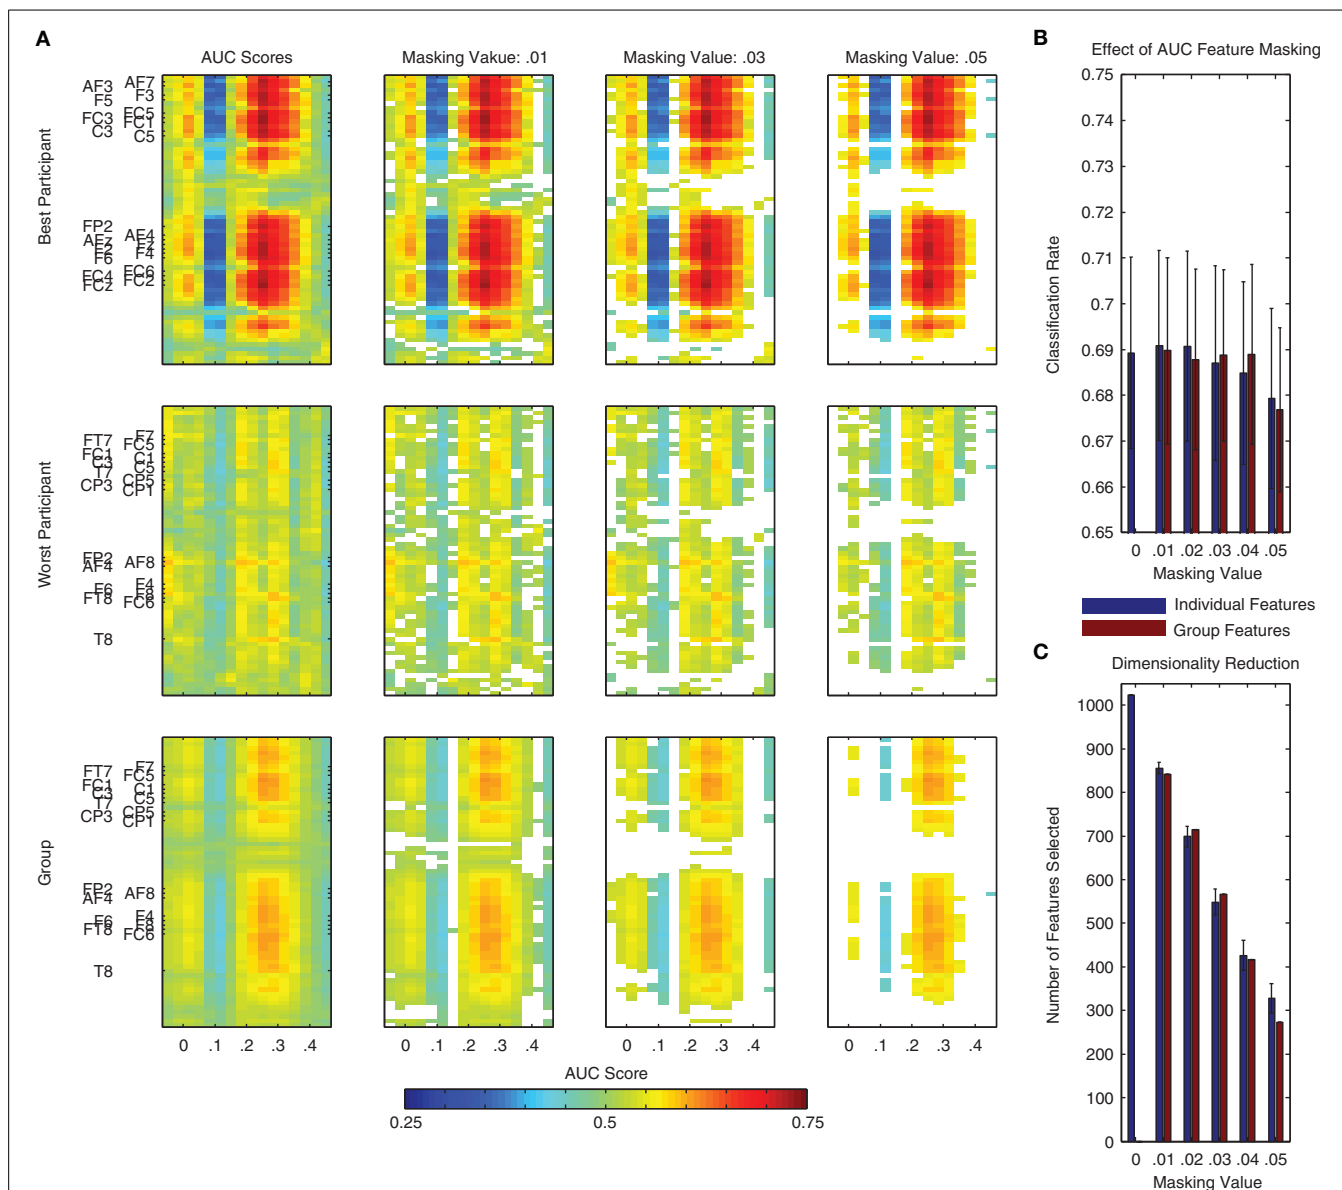 A
AUC Scores
Masking Vakue: .01
Masking Value: .03
Masking Value: .05
Best Participant
AF3 AF7
F5 F3
FC3 FC5
FC1
C3 C5
FP2
AFz AF4
F2 Fz
F6 F4
FC4 FC6
FCz FC2
Worst Participant
FT7 F7
FC5
FC1 C1
C3 C5
T7 CP5
CP3 CP1
FP2 AF8
AF4
F6 F4
F8
FT8 FC6
T8
Group
FT7 F7
FC5
FC1 C1
C3 C5
T7 CP5
CP3 CP1
FP2 AF8
AF4
F6 F4
F8
FT8 FC6
T8
0 .1 .2 .3 .4
0 .1 .2 .3 .4
0 .1 .2 .3 .4
0 .1 .2 .3 .4
AUC Score
0.25 0.5 0.75
B
Effect of AUC Feature Masking
Classification Rate
0.75
0.74
0.73
0.72
0.71
0.7
0.69
0.68
0.67
0.66
0.65
0 .01 .02 .03 .04 .05
Masking Value
Individual Features
Group Features
C
Dimensionality Reduction
Number of Features Selected
1000
900
800
700
600
500
400
300
200
100
0
0 .01 .02 .03 .04 .05
Masking Value